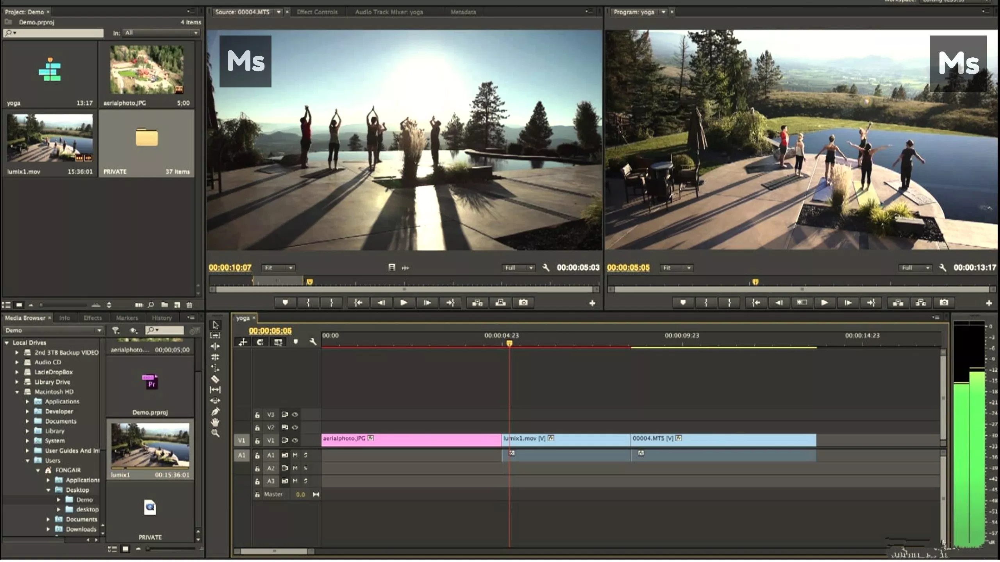 Workspace: Editing (CS5.5)
Project: Demo
Demo.prproj
4 Items
In: All
yoga 13:17
aerialphoto.JPG 5;00
lumix1.mov 15:36:01
PRIVATE 37 Items
Source: 00004.MTS Effect Controls Audio Track Mixer: yoga Metadata
Ms
00:00:10:07 Fit Full 00:00:05:03
Program: yoga
Ms
00:00:05:05 Fit Full 00:00:13:17
Media Browser Info Effects Markers History
Demo
Local Drives
2nd 3TB Backup VIDEO
Audio CD
LacieDropBox
Library Drive
Macintosh HD
Applications
Developer
Documents
Library
System
User Guides And In
Users
FONGAIR
Applications
Desktop
Demo
desktop
Documents
Downloads
aerialphoto.... 00;00;05;00
Pr
Demo.prproj
lumix1 00:15:36:01
PRIVATE
yoga
00:00:05:05
00:00 00:00:04:23 00:00:09:23 00:00:14:23
V3
V2
V1 V1 aerialphoto.JPG lumix1.mov [V] 00004.MTS [V]
A1 A1 M S
A2 M S
A3 M S
Master 0.0
0
-3
-6
-9
-12
-15
-18
-21
-24
-27
-30
-33
-36
-39
-42
-45
-48
-51
-54
-57
dB